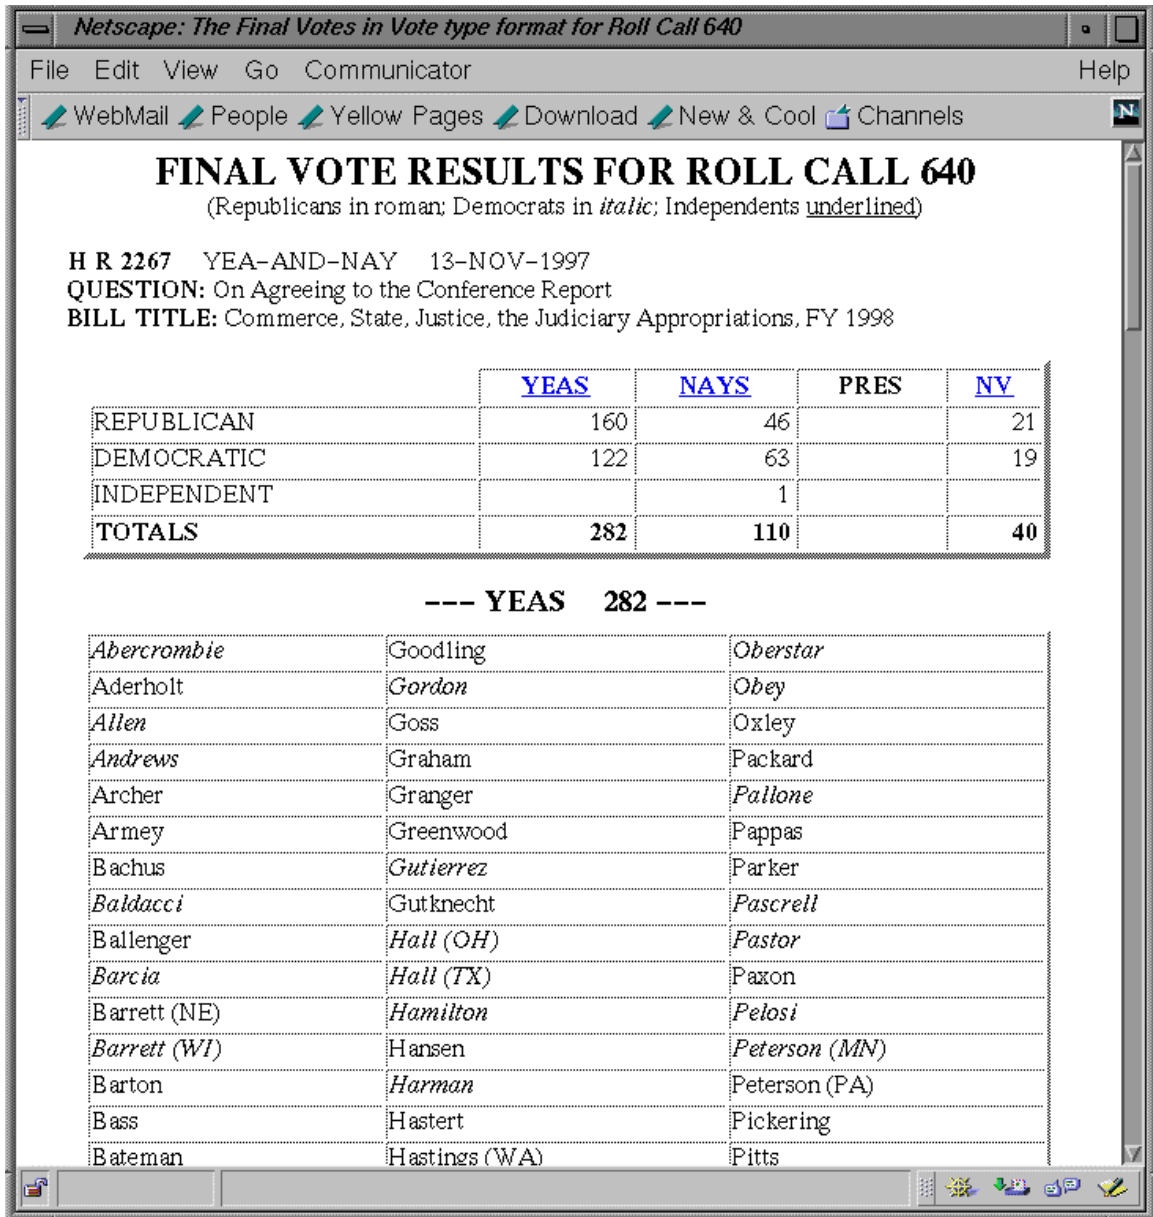 Netscape: The Final Votes in Vote type format for Roll Call 640
File Edit View Go Communicator Help
WebMail People Yellow Pages Download New & Cool Channels N
FINAL VOTE RESULTS FOR ROLL CALL 640
(Republicans in roman; Democrats in italic; Independents underlined)
H R 2267 YEA-AND-NAY 13-NOV-1997
QUESTION: On Agreeing to the Conference Report
BILL TITLE: Commerce, State, Justice, the Judiciary Appropriations, FY 1998
YEAS NAYS PRES NV
REPUBLICAN 160 46 21
DEMOCRATIC 122 63 19
INDEPENDENT 1
TOTALS 282 110 40
--- YEAS 282 ---
Abercrombie Goodling Oberstar
Aderholt Gordon Obey
Allen Goss Oxley
Andrews Graham Packard
Archer Granger Pallone
Armey Greenwood Pappas
Bachus Gutierrez Parker
Baldacci Gutknecht Pascrell
Ballenger Hall (OH) Pastor
Barcia Hall (TX) Paxon
Barrett (NE) Hamilton Pelosi
Barrett (WI) Hansen Peterson (MN)
Barton Harman Peterson (PA)
Bass Hastert Pickering
Bateman Hastings (WA) Pitts